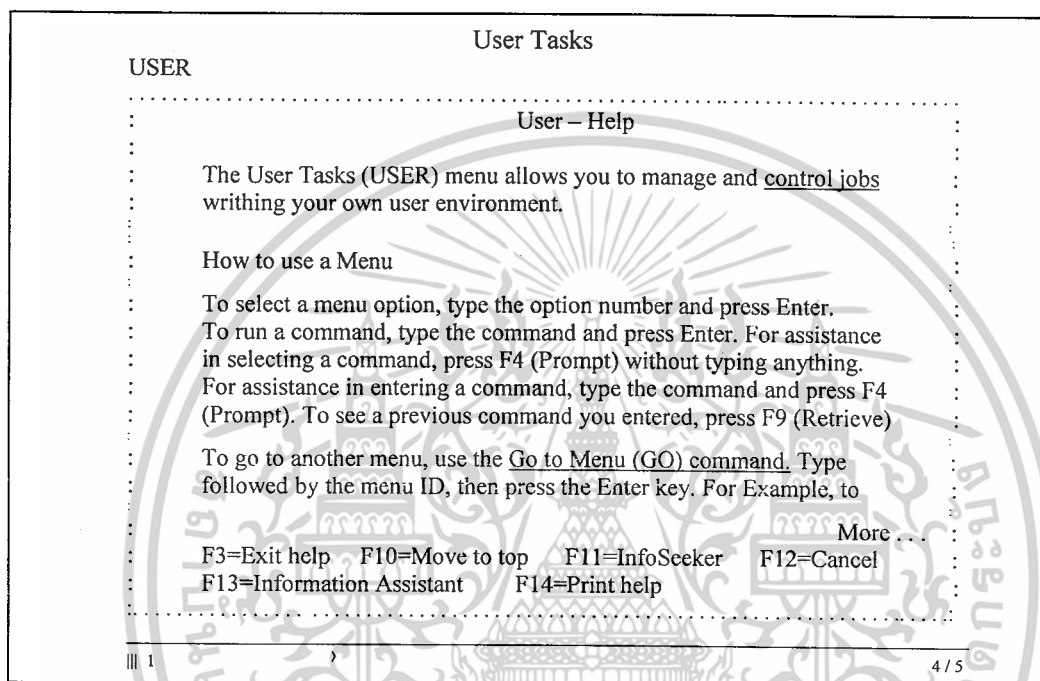 User Tasks
USER
User – Help
The User Tasks (USER) menu allows you to manage and control jobs
writhing your own user environment.
How to use a Menu
To select a menu option, type the option number and press Enter.
To run a command, type the command and press Enter. For assistance
in selecting a command, press F4 (Prompt) without typing anything.
For assistance in entering a command, type the command and press F4
(Prompt). To see a previous command you entered, press F9 (Retrieve)
To go to another menu, use the Go to Menu (GO) command. Type
followed by the menu ID, then press the Enter key. For Example, to
More . . .
F3=Exit help F10=Move to top F11=InfoSeeker F12=Cancel
F13=Information Assistant F14=Print help
1 4 / 5